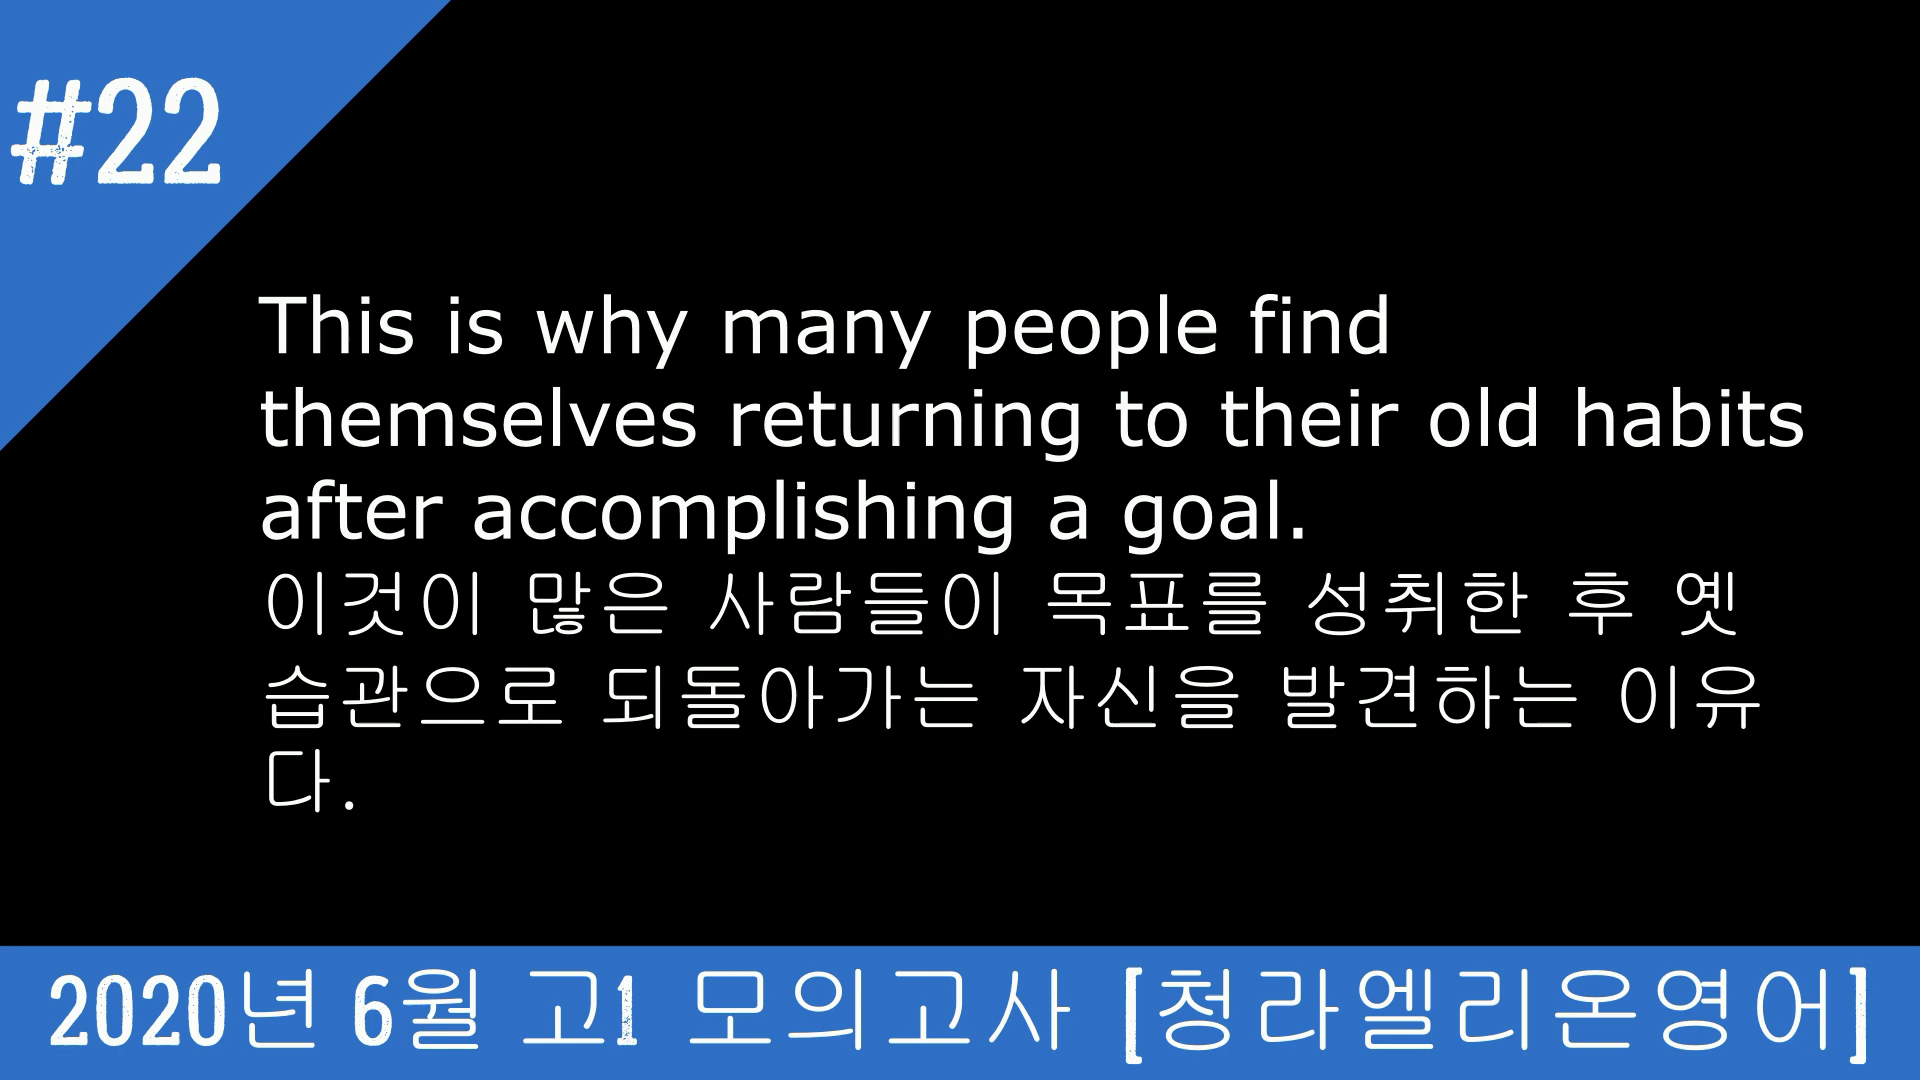 #22
This is why many people find
themselves returning to their old habits
after accomplishing a goal.
이것이 많은 사람들이 목표를 성취한 후 옛
습관으로 되돌아가는 자신을 발견하는 이유
다.
2020년 6월 고1 모의고사 [청라엘리온영어]